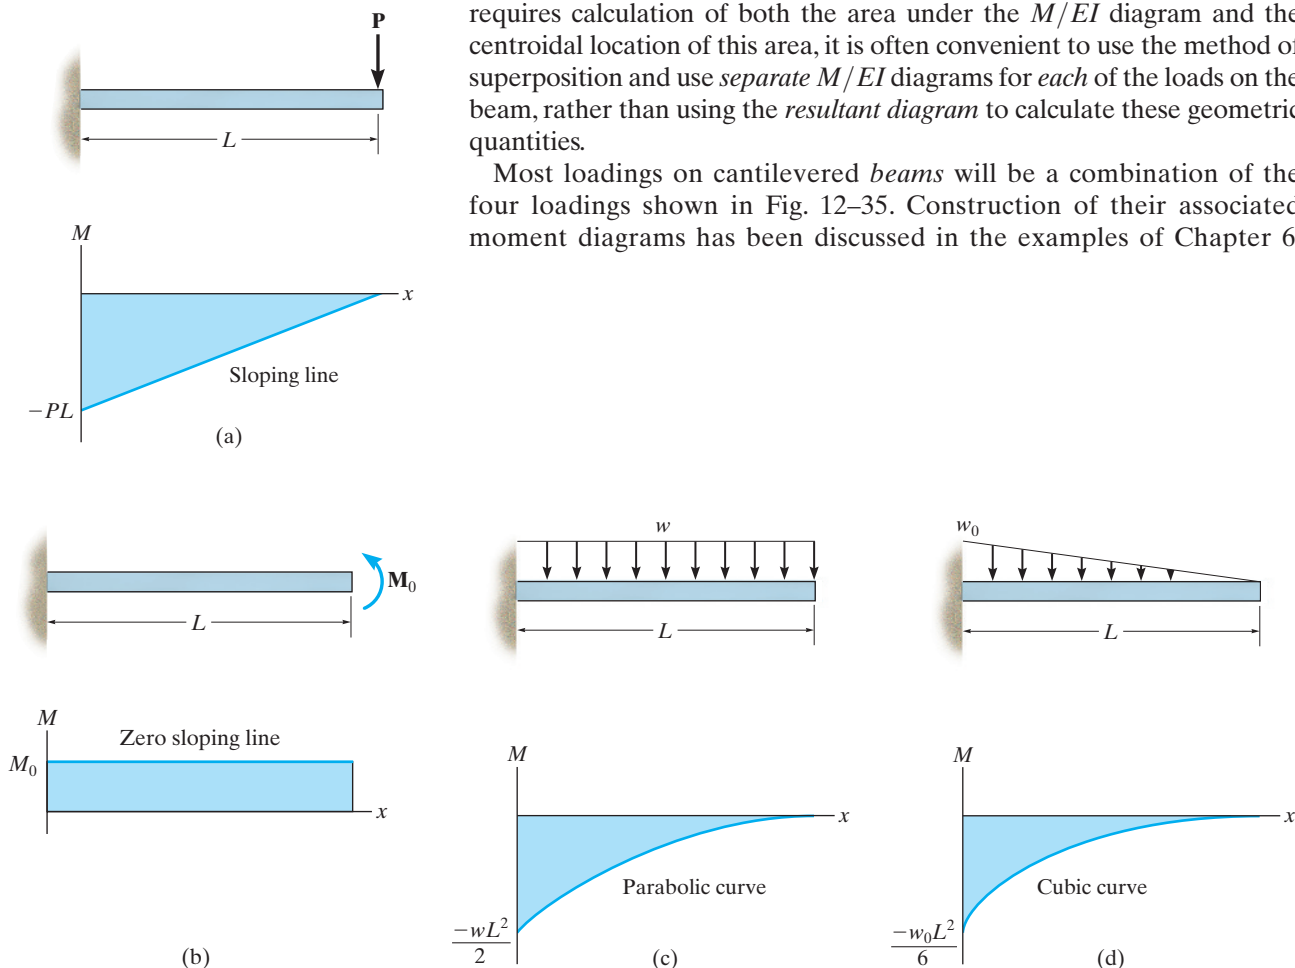 requires calculation of both the area under the M/EI diagram and the
centroidal location of this area, it is often convenient to use the method of
superposition and use separate M/EI diagrams for each of the loads on the
beam, rather than using the resultant diagram to calculate these geometric
quantities.
Most loadings on cantilevered beams will be a combination of the
four loadings shown in Fig. 12–35. Construction of their associated
moment diagrams has been discussed in the examples of Chapter 6
P
L
M
x
Sloping line
−PL
(a)
M₀
L
M
Zero sloping line
M₀
x
(b)
w
L
M
x
Parabolic curve
−wL²
2
(c)
w₀
L
M
x
Cubic curve
−w₀L²
6
(d)